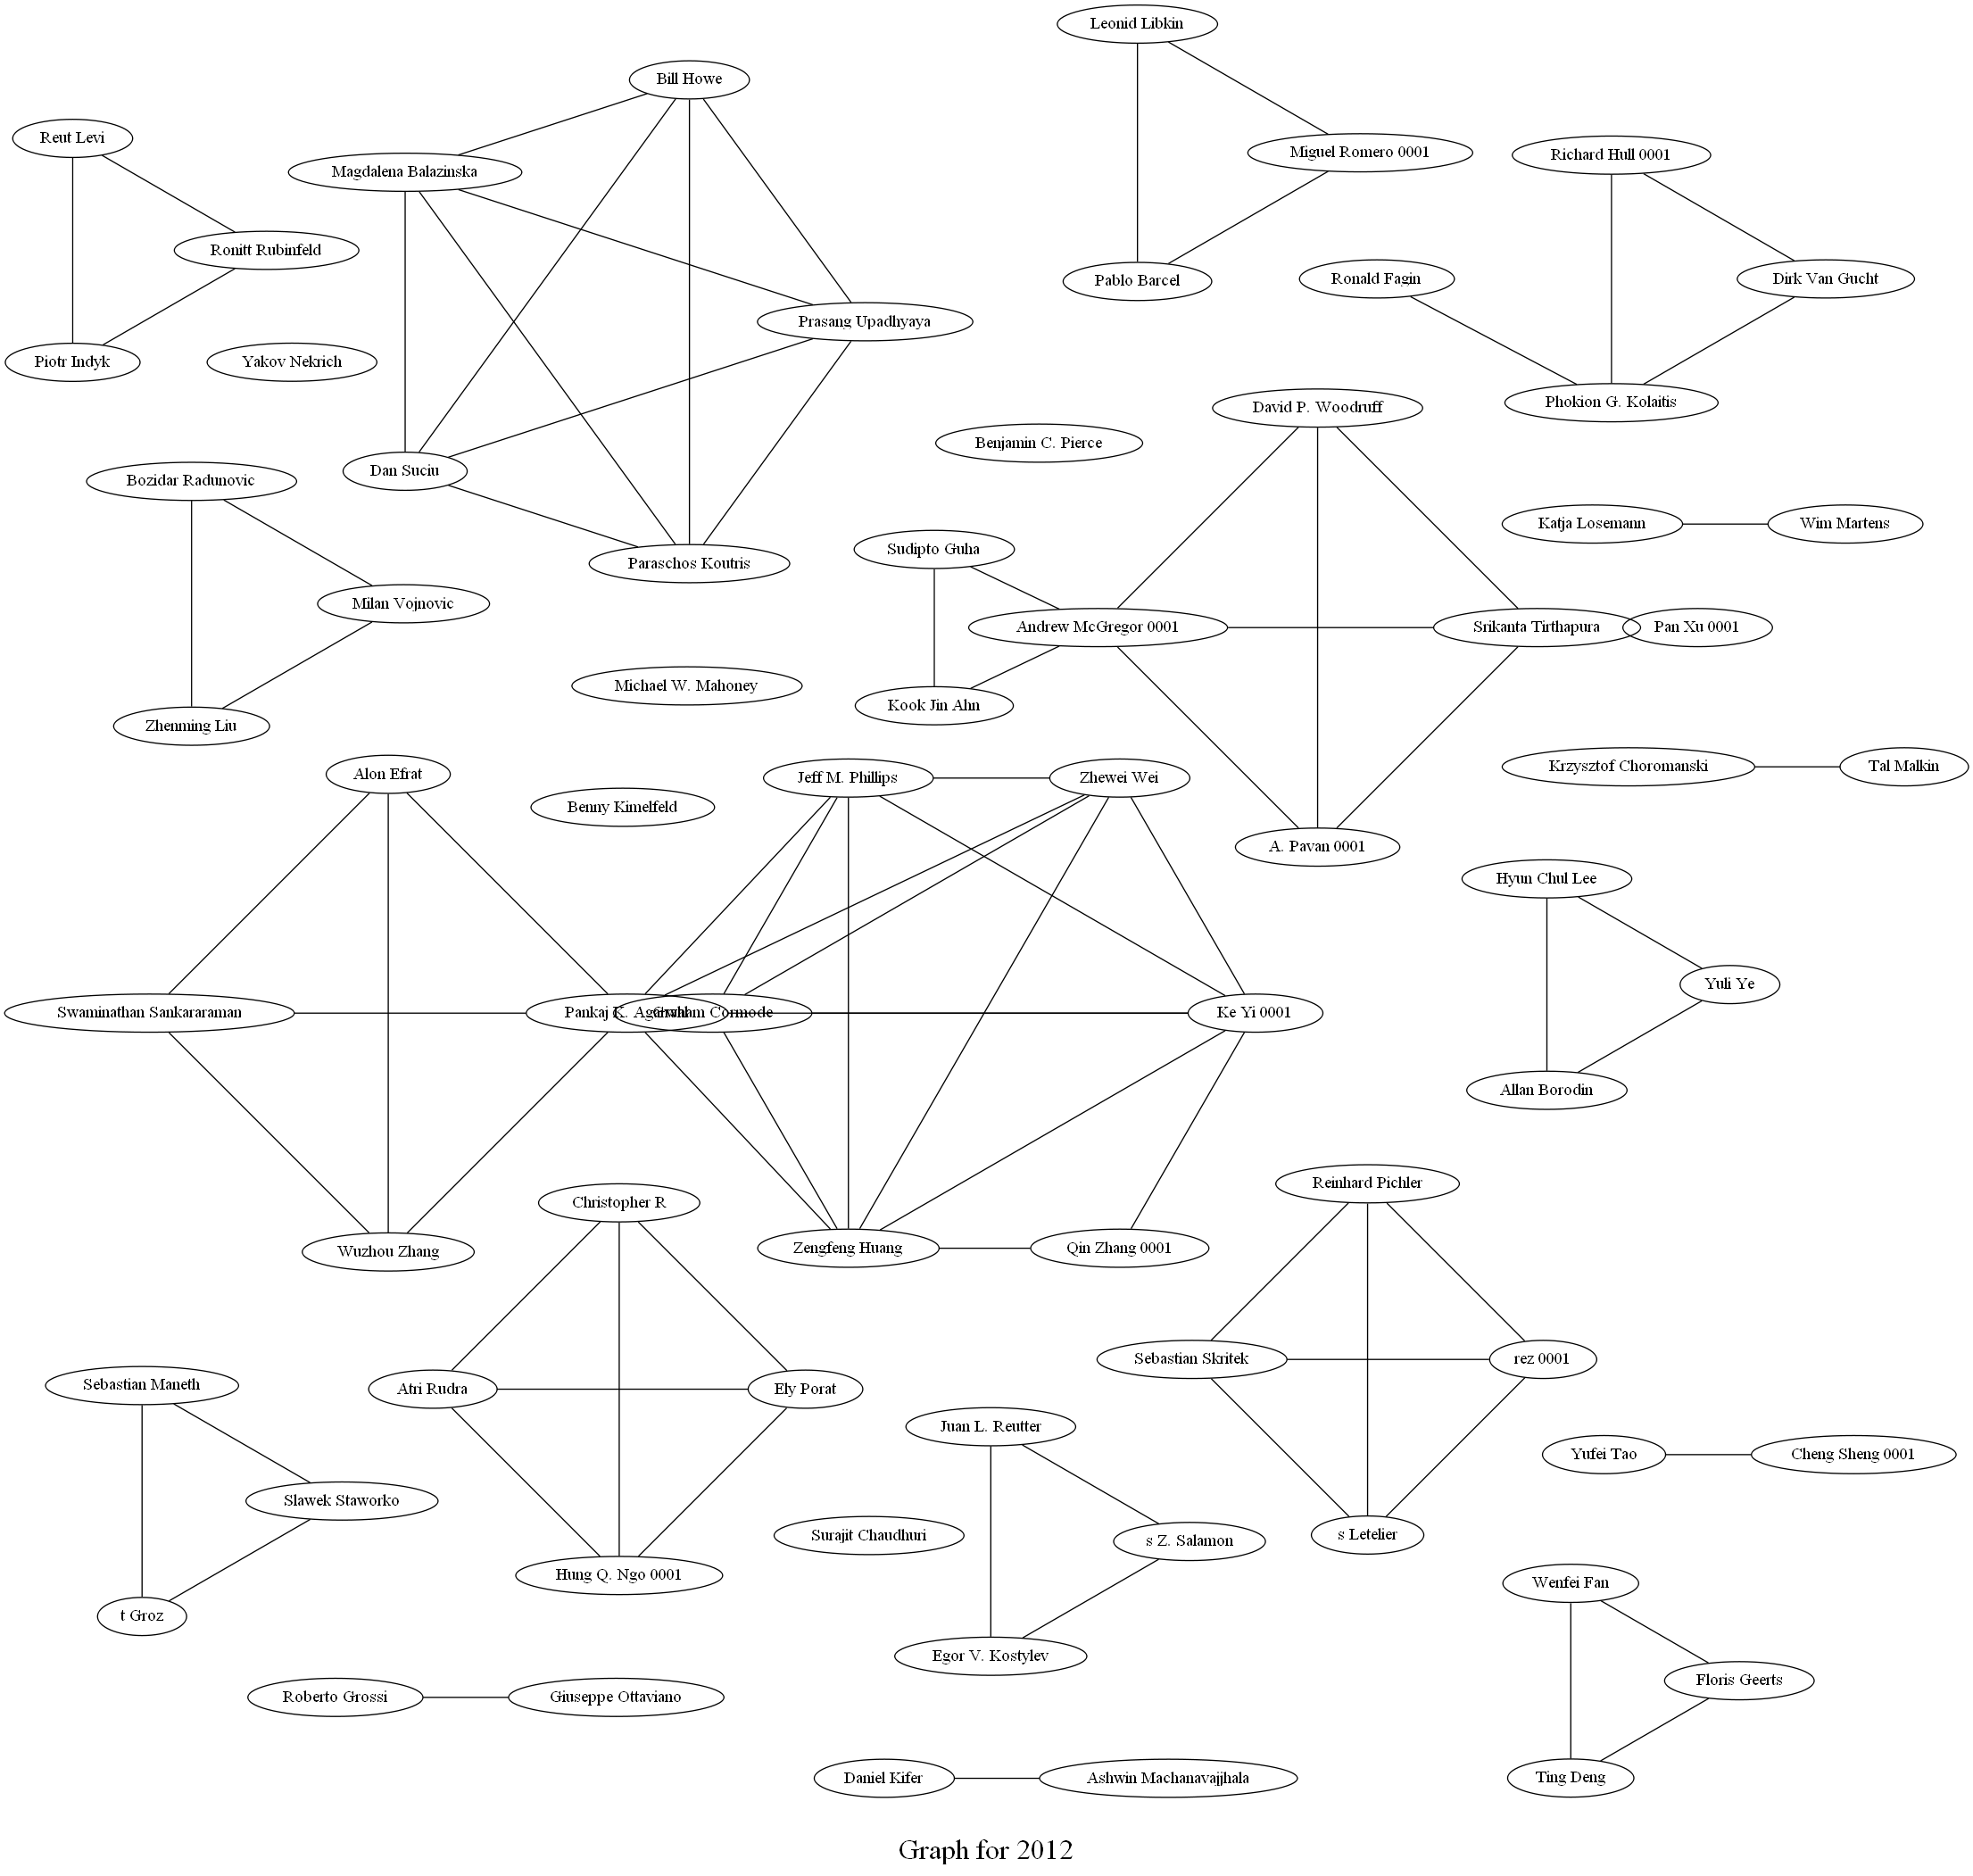 Leonid Libkin
Bill Howe
Reut Levi
Miguel Romero 0001
Richard Hull 0001
Magdalena Balazinska
Ronitt Rubinfeld
Ronald Fagin
Dirk Van Gucht
Pablo Barcel
Prasang Upadhyaya
Piotr Indyk
Yakov Nekrich
Phokion G. Kolaitis
David P. Woodruff
Benjamin C. Pierce
Dan Suciu
Bozidar Radunovic
Katja Losemann
Wim Martens
Sudipto Guha
Paraschos Koutris
Milan Vojnovic
Andrew McGregor 0001
Srikanta Tirthapura
Pan Xu 0001
Michael W. Mahoney
Kook Jin Ahn
Zhenming Liu
Krzysztof Choromanski
Tal Malkin
Alon Efrat
Jeff M. Phillips
Zhewei Wei
Benny Kimelfeld
A. Pavan 0001
Hyun Chul Lee
Yuli Ye
Swaminathan Sankararaman
Pankaj K. Agarwal
Graham Cormode
Ke Yi 0001
Allan Borodin
Reinhard Pichler
Christopher R
Wuzhou Zhang
Zengfeng Huang
Qin Zhang 0001
Sebastian Skritek
rez 0001
Sebastian Maneth
Atri Rudra
Ely Porat
Juan L. Reutter
Yufei Tao
Cheng Sheng 0001
Slawek Staworko
Surajit Chaudhuri
s Z. Salamon
s Letelier
Hung Q. Ngo 0001
Wenfei Fan
t Groz
Egor V. Kostylev
Floris Geerts
Roberto Grossi
Giuseppe Ottaviano
Daniel Kifer
Ashwin Machanavajjhala
Ting Deng
Graph for 2012